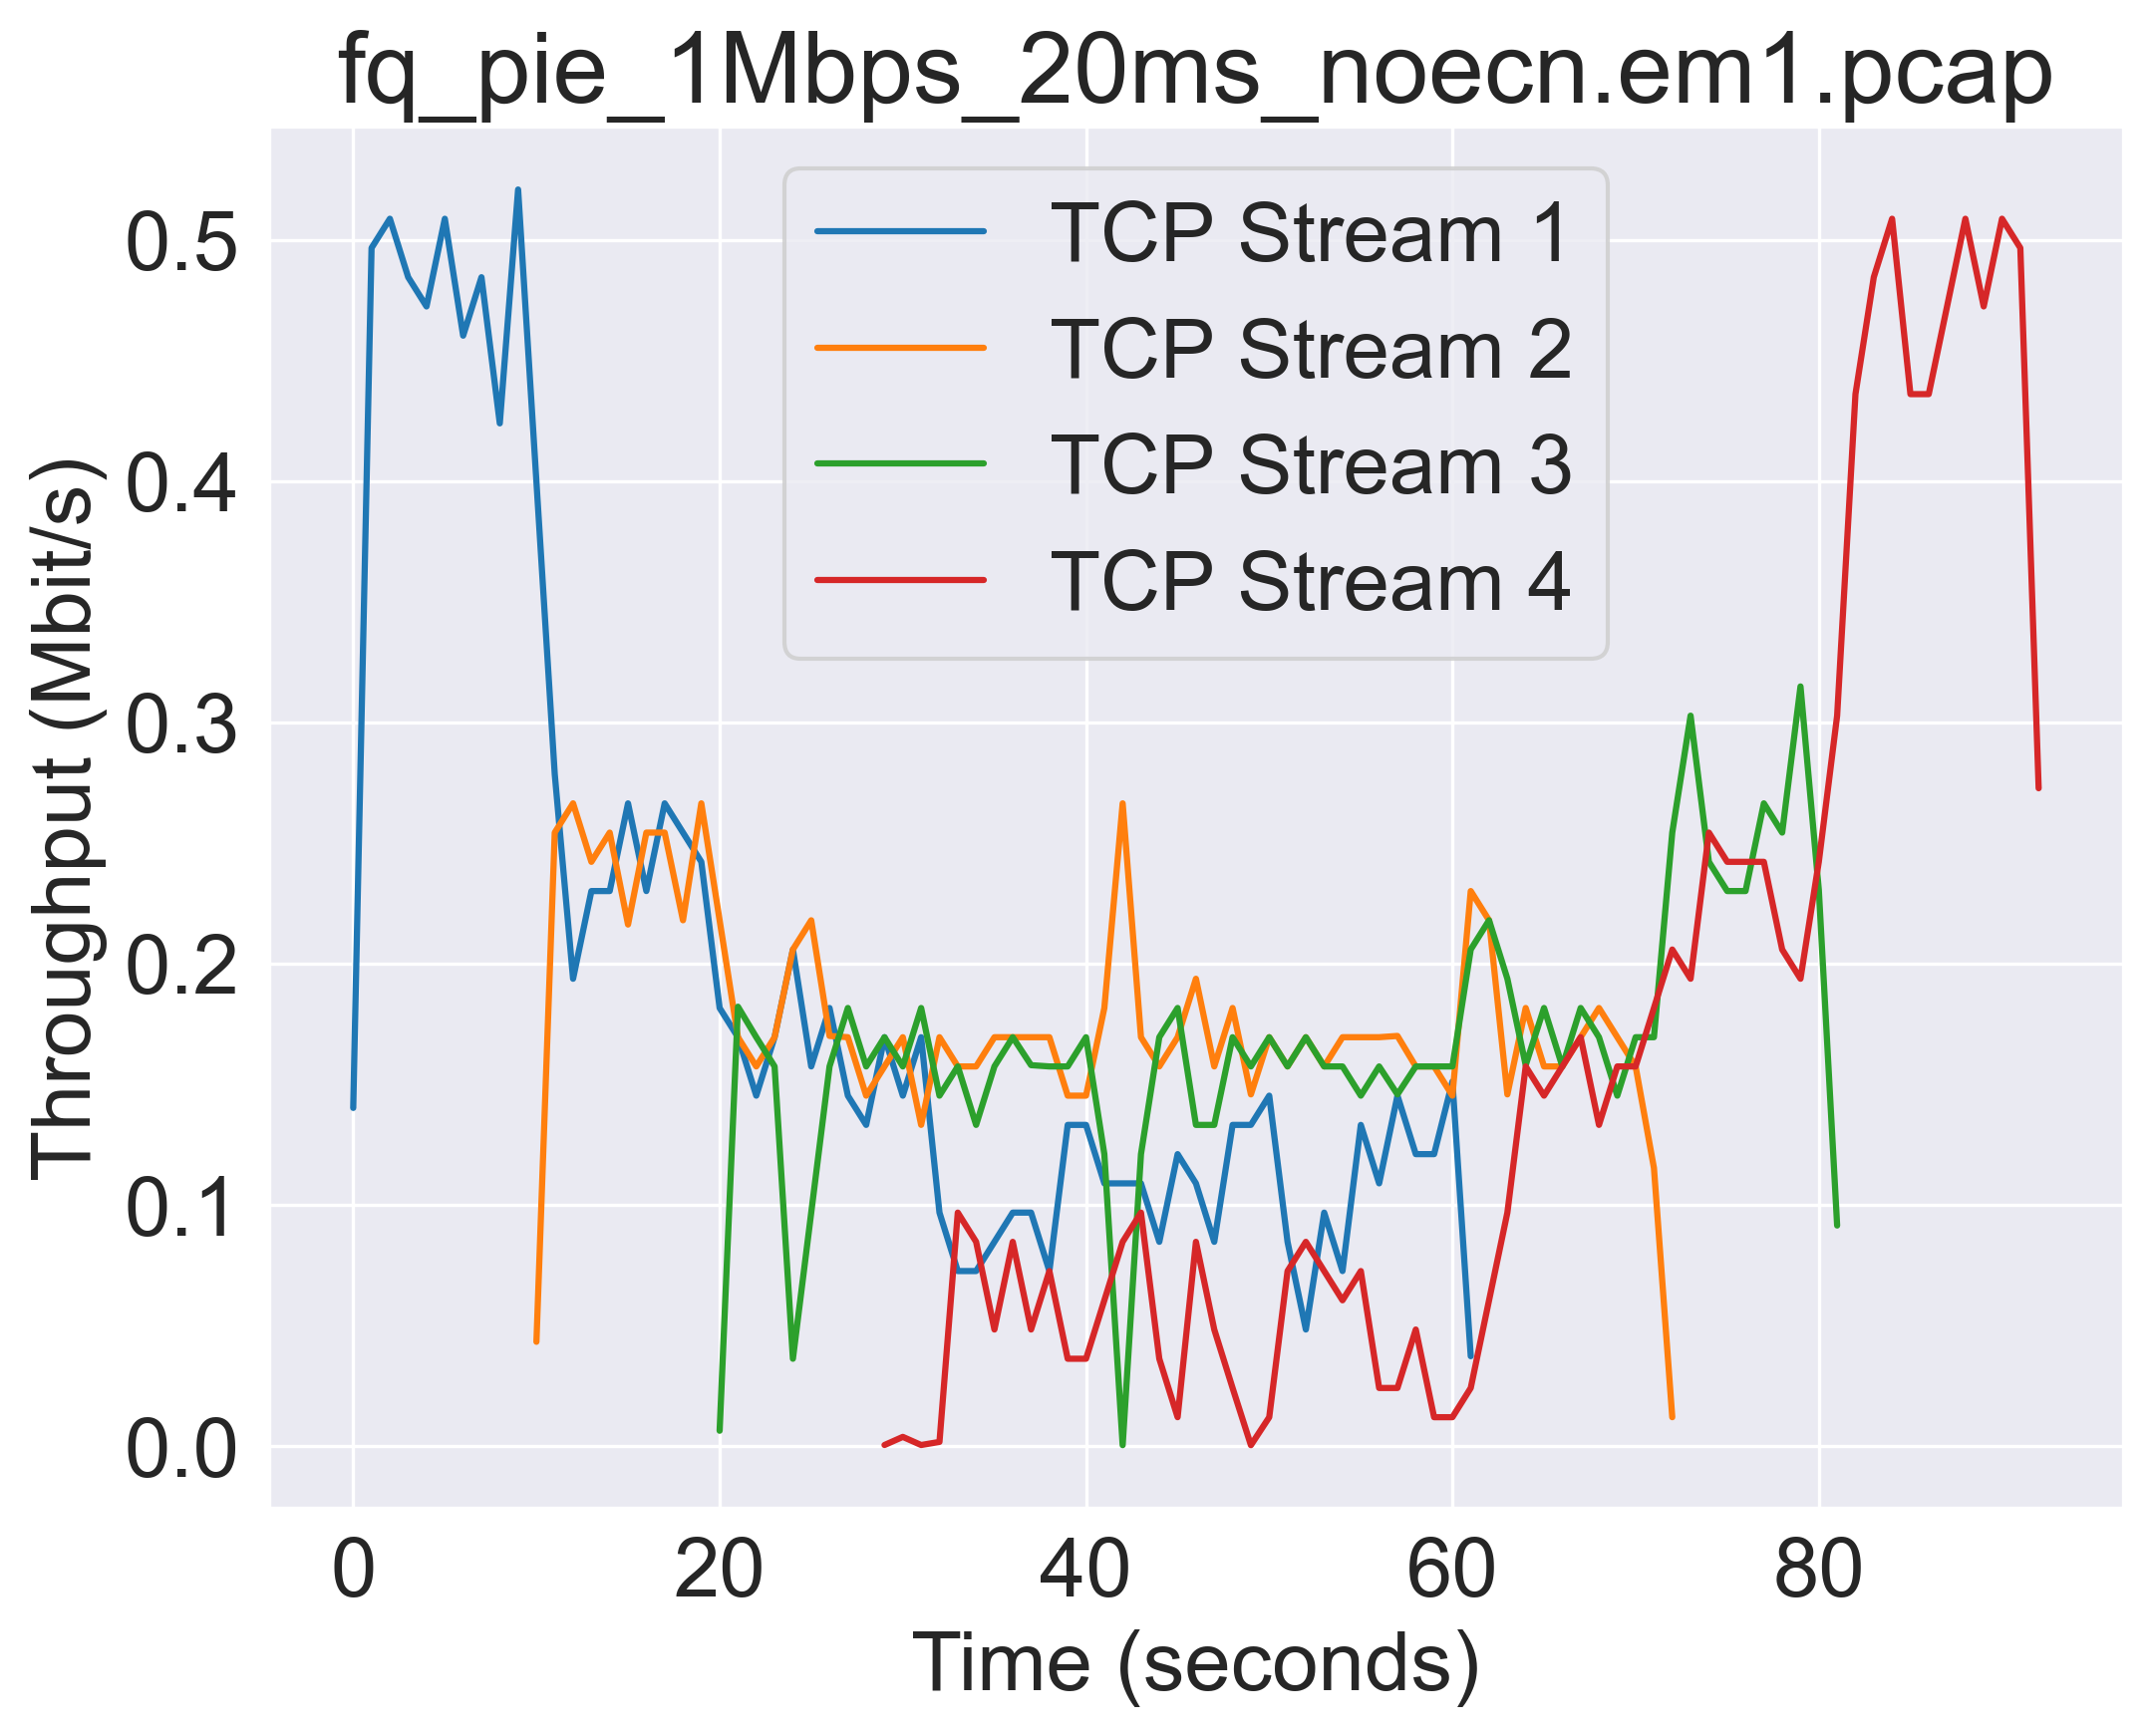 fq_pie_1Mbps_20ms_noecn.em1.pcap
TCP Stream 1
TCP Stream 2
TCP Stream 3
TCP Stream 4
Throughput (Mbit/s)
0.5
0.4
0.3
0.2
0.1
0.0
0 20 40 60 80
Time (seconds)